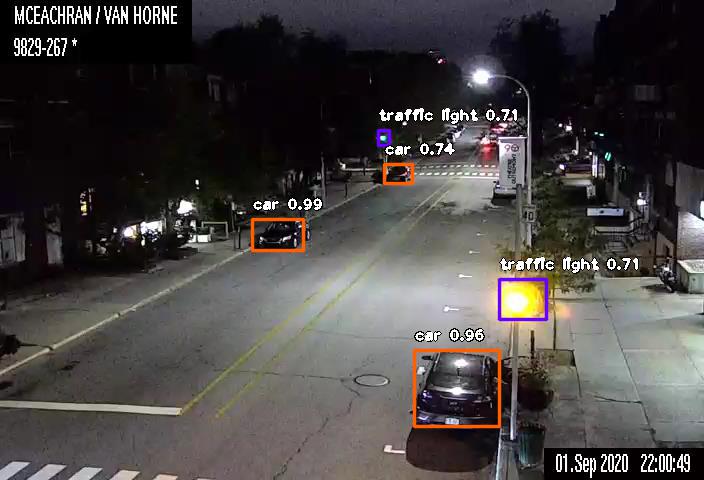 MCEACHRAN / VAN HORNE
9829-267 *
traffic light 0.71
car 0.74
car 0.99
traffic light 0.71
car 0.96
01.Sep 2020 22:00:49